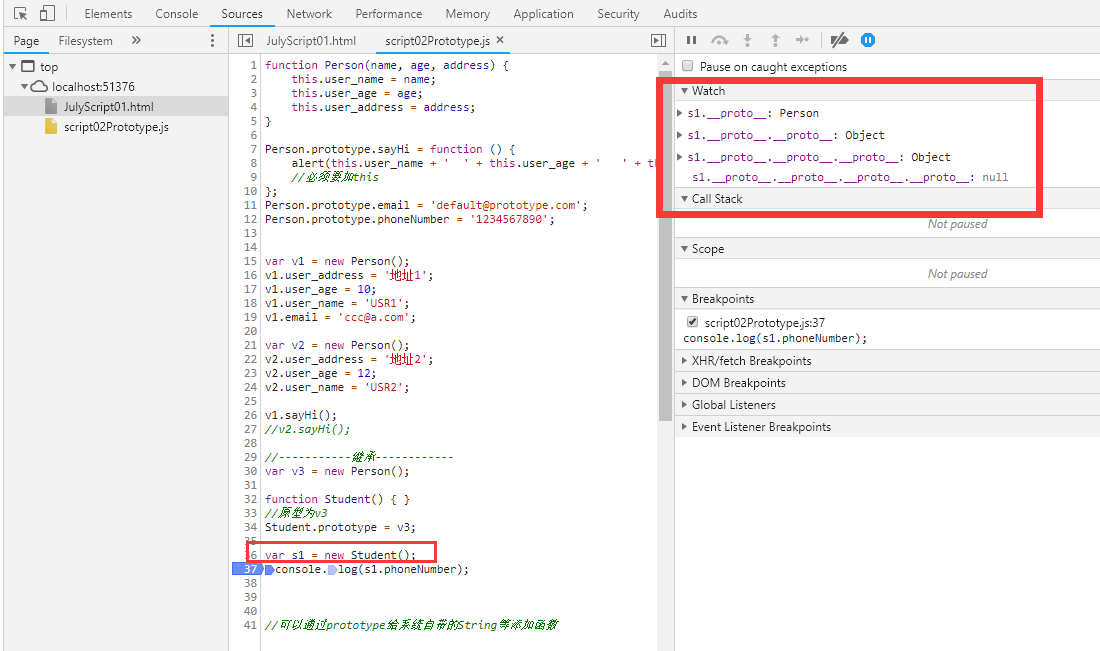 Elements Console Sources Network Performance Memory Application Security Audits
Page Filesystem »
JulyScript01.html script02Prototype.js ×
top
localhost:51376
JulyScript01.html
script02Prototype.js
1 function Person(name, age, address) {
2 this.user_name = name;
3 this.user_age = age;
4 this.user_address = address;
5 }
6
7 Person.prototype.sayHi = function () {
8 alert(this.user_name + '  ' + this.user_age + '   ' + th
9 //必须要加this
10 };
11 Person.prototype.email = 'default@prototype.com';
12 Person.prototype.phoneNumber = '1234567890';
13
14
15 var v1 = new Person();
16 v1.user_address = '地址1';
17 v1.user_age = 10;
18 v1.user_name = 'USR1';
19 v1.email = 'ccc@a.com';
20
21 var v2 = new Person();
22 v2.user_address = '地址2';
23 v2.user_age = 12;
24 v2.user_name = 'USR2';
25
26 v1.sayHi();
27 //v2.sayHi();
28
29 //-----------继承------------
30 var v3 = new Person();
31
32 function Student() { }
33 //原型为v3
34 Student.prototype = v3;
35
36 var s1 = new Student();
37 console.log(s1.phoneNumber);
38
39
40
41 //可以通过prototype给系统自带的String等添加函数
Pause on caught exceptions
Watch
s1.__proto__: Person
s1.__proto__.__proto__: Object
s1.__proto__.__proto__.__proto__: Object
s1.__proto__.__proto__.__proto__.__proto__: null
Call Stack
Not paused
Scope
Not paused
Breakpoints
script02Prototype.js:37
console.log(s1.phoneNumber);
XHR/fetch Breakpoints
DOM Breakpoints
Global Listeners
Event Listener Breakpoints